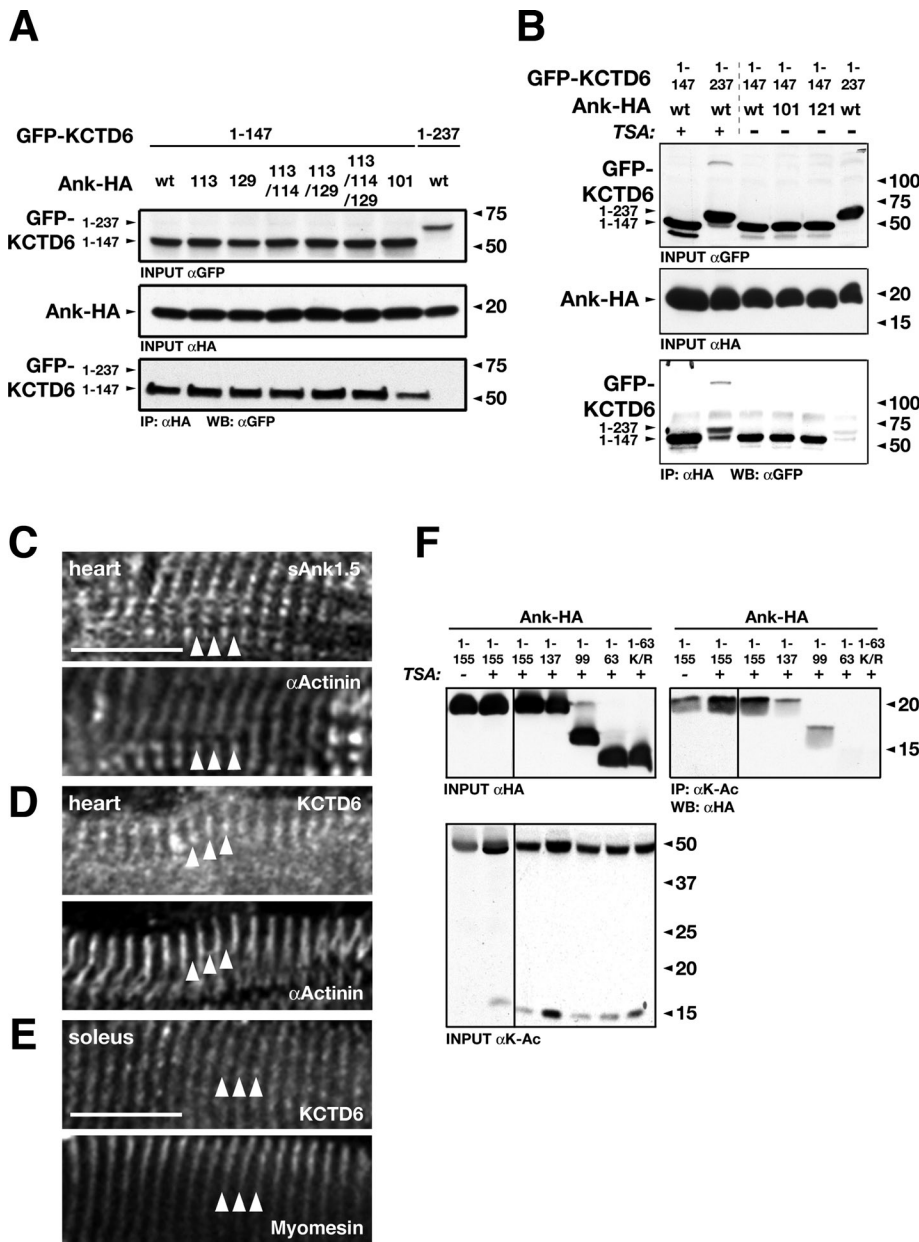 A
GFP-KCTD6
1-147
1-237
Ank-HA
wt 113 129 113/114 113/129 113/114/129 101 wt
GFP-KCTD6
1-237
1-147
75
50
INPUT αGFP
Ank-HA
20
INPUT αHA
GFP-KCTD6
1-237
1-147
75
50
IP: αHA WB: αGFP
B
GFP-KCTD6
1-147 1-237 1-147 1-147 1-147 1-237
Ank-HA
wt wt wt 101 121 wt
TSA:
+ + - - - -
GFP-KCTD6
1-237
1-147
100
75
50
INPUT αGFP
Ank-HA
20
15
INPUT αHA
GFP-KCTD6
1-237
1-147
100
75
50
IP: αHA WB: αGFP
C
heart
sAnk1.5
αActinin
D
heart
KCTD6
αActinin
E
soleus
KCTD6
Myomesin
F
Ank-HA
1-155 1-155 1-155 1-137 1-99 1-63 1-63 K/R
TSA: - + + + + + +
INPUT αHA
Ank-HA
1-155 1-155 1-155 1-137 1-99 1-63 1-63 K/R
- + + + + + +
20
15
IP: αK-Ac
WB: αHA
50
37
25
20
15
INPUT αK-Ac